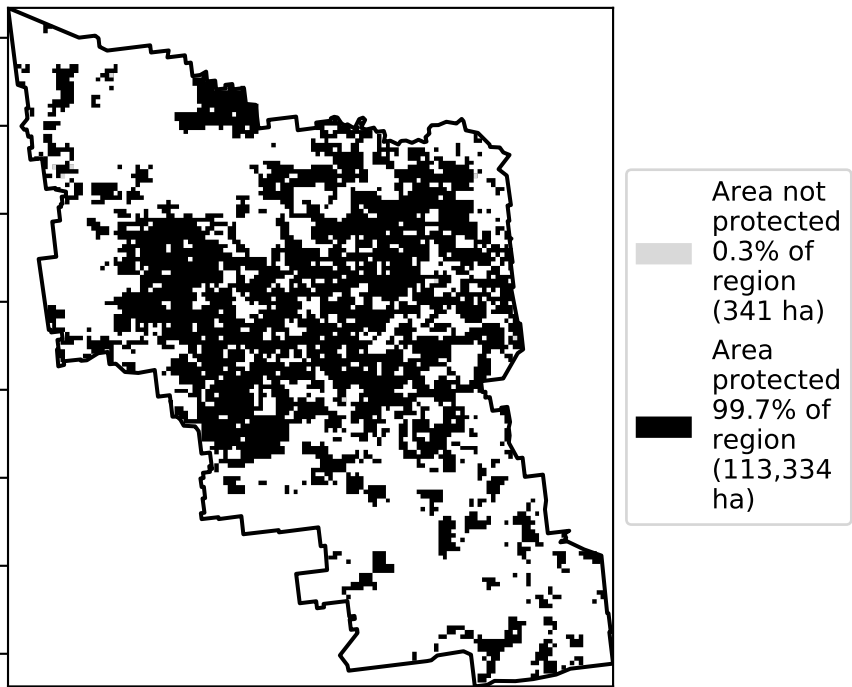 Area not
protected
0.3% of
region
(341 ha)
Area
protected
99.7% of
region
(113,334
ha)